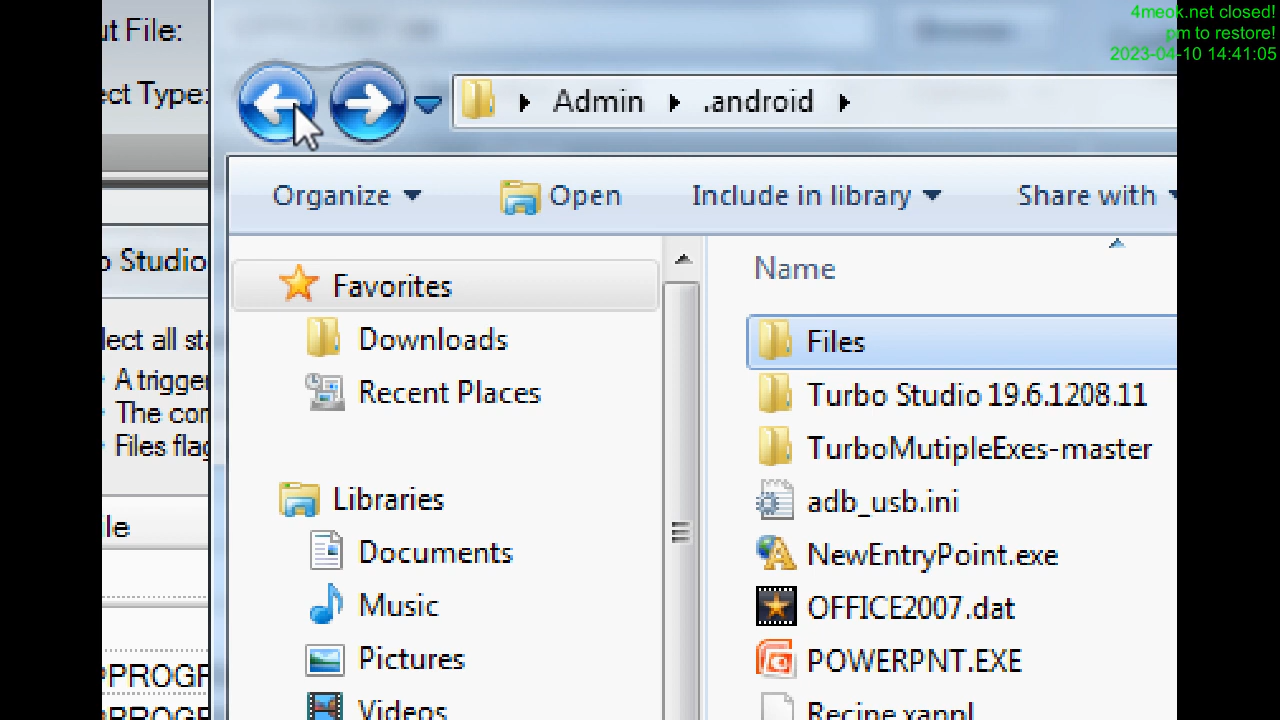 4meok.net closed!
pm to restore!
2023-04-10 14:41:05
ut File:
ect Type:
Admin .android
Organize Open Include in library Share with
o Studio
lect all sta
A trigger
The con
Files flag
le
PROGR
PROGR
Favorites
Downloads
Recent Places
Libraries
Documents
Music
Pictures
Videos
Name
Files
Turbo Studio 19.6.1208.11
TurboMutipleExes-master
adb_usb.ini
NewEntryPoint.exe
OFFICE2007.dat
POWERPNT.EXE
Recipe.xappl